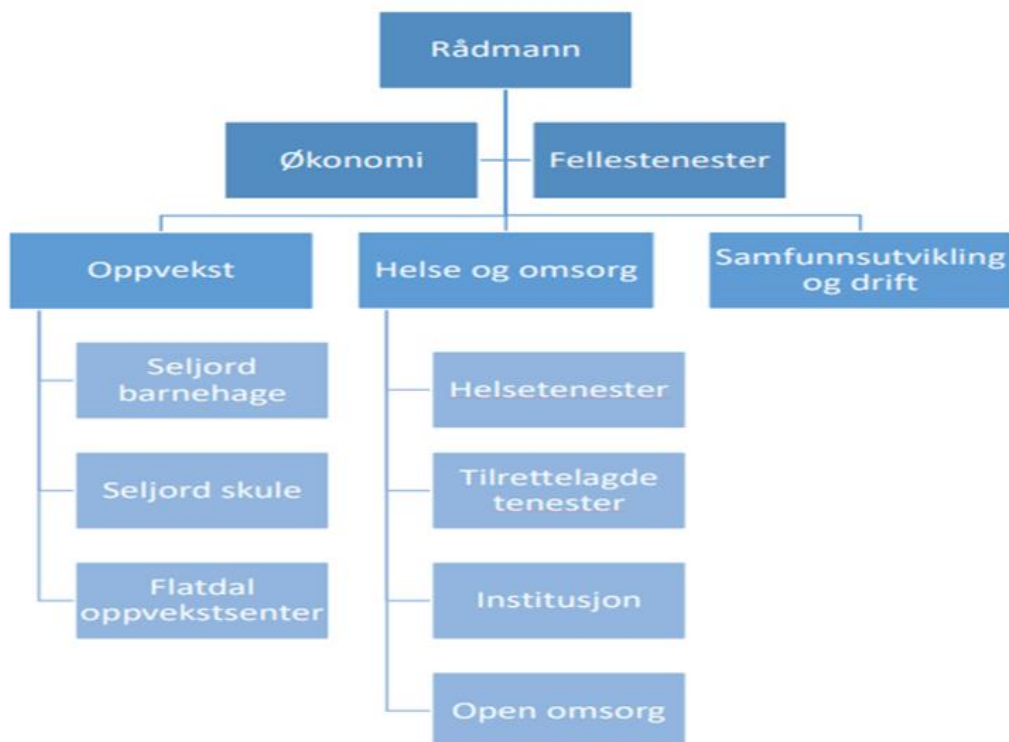 Rådmann
Økonomi
Fellestenester
Oppvekst
Helse og omsorg
Samfunnsutvikling
og drift
Seljord
barnehage
Seljord skule
Flatdal
oppvekstsenter
Helsetenester
Tilrettelagde
tenester
Institusjon
Open omsorg